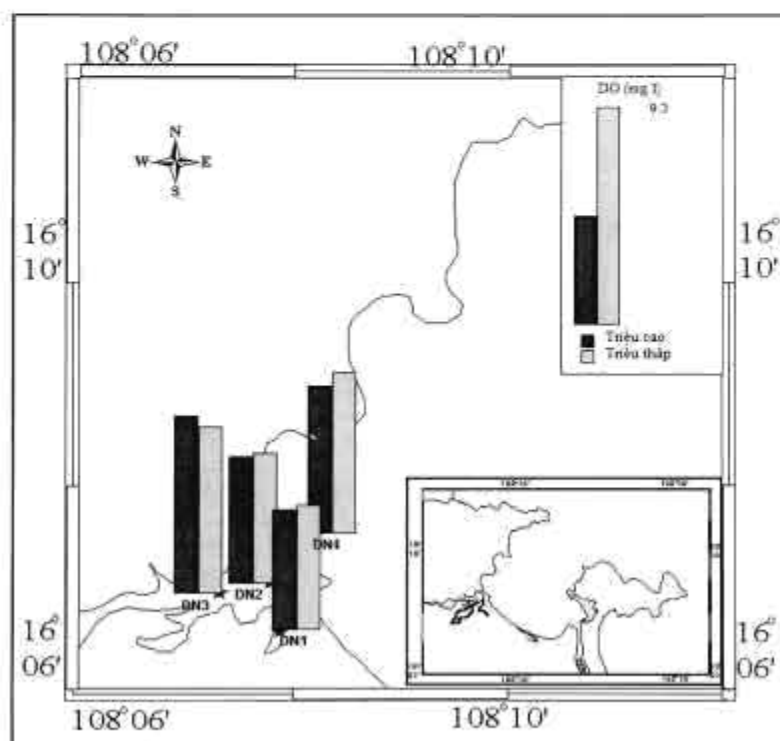 108°06' 108°10'
DO (mg l)
9.3
N
W E
S
16°
10'
16°
10'
Triều cao
Triều thấp
DN4
DN2
DN3
DN1
16°
06'
16°
06'
108°06' 108°10'